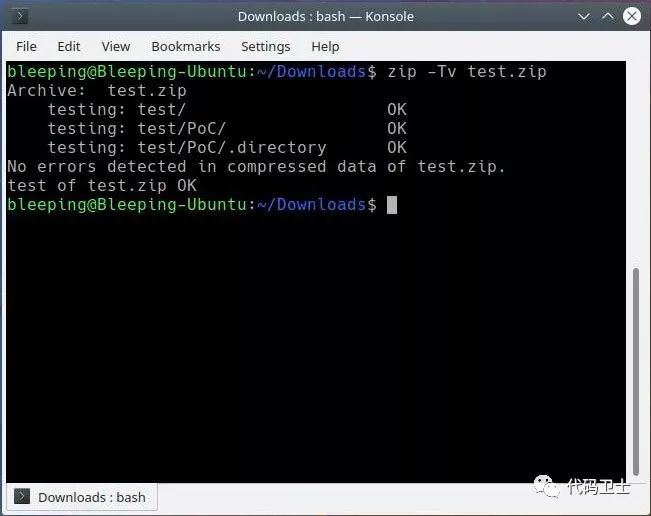 Downloads : bash — Konsole
File Edit View Bookmarks Settings Help
bleeping@Bleeping-Ubuntu:~/Downloads$ zip -Tv test.zip
Archive:  test.zip
    testing: test/                    OK
    testing: test/PoC/                OK
    testing: test/PoC/.directory      OK
No errors detected in compressed data of test.zip.
test of test.zip OK
bleeping@Bleeping-Ubuntu:~/Downloads$
Downloads : bash
代码卫士